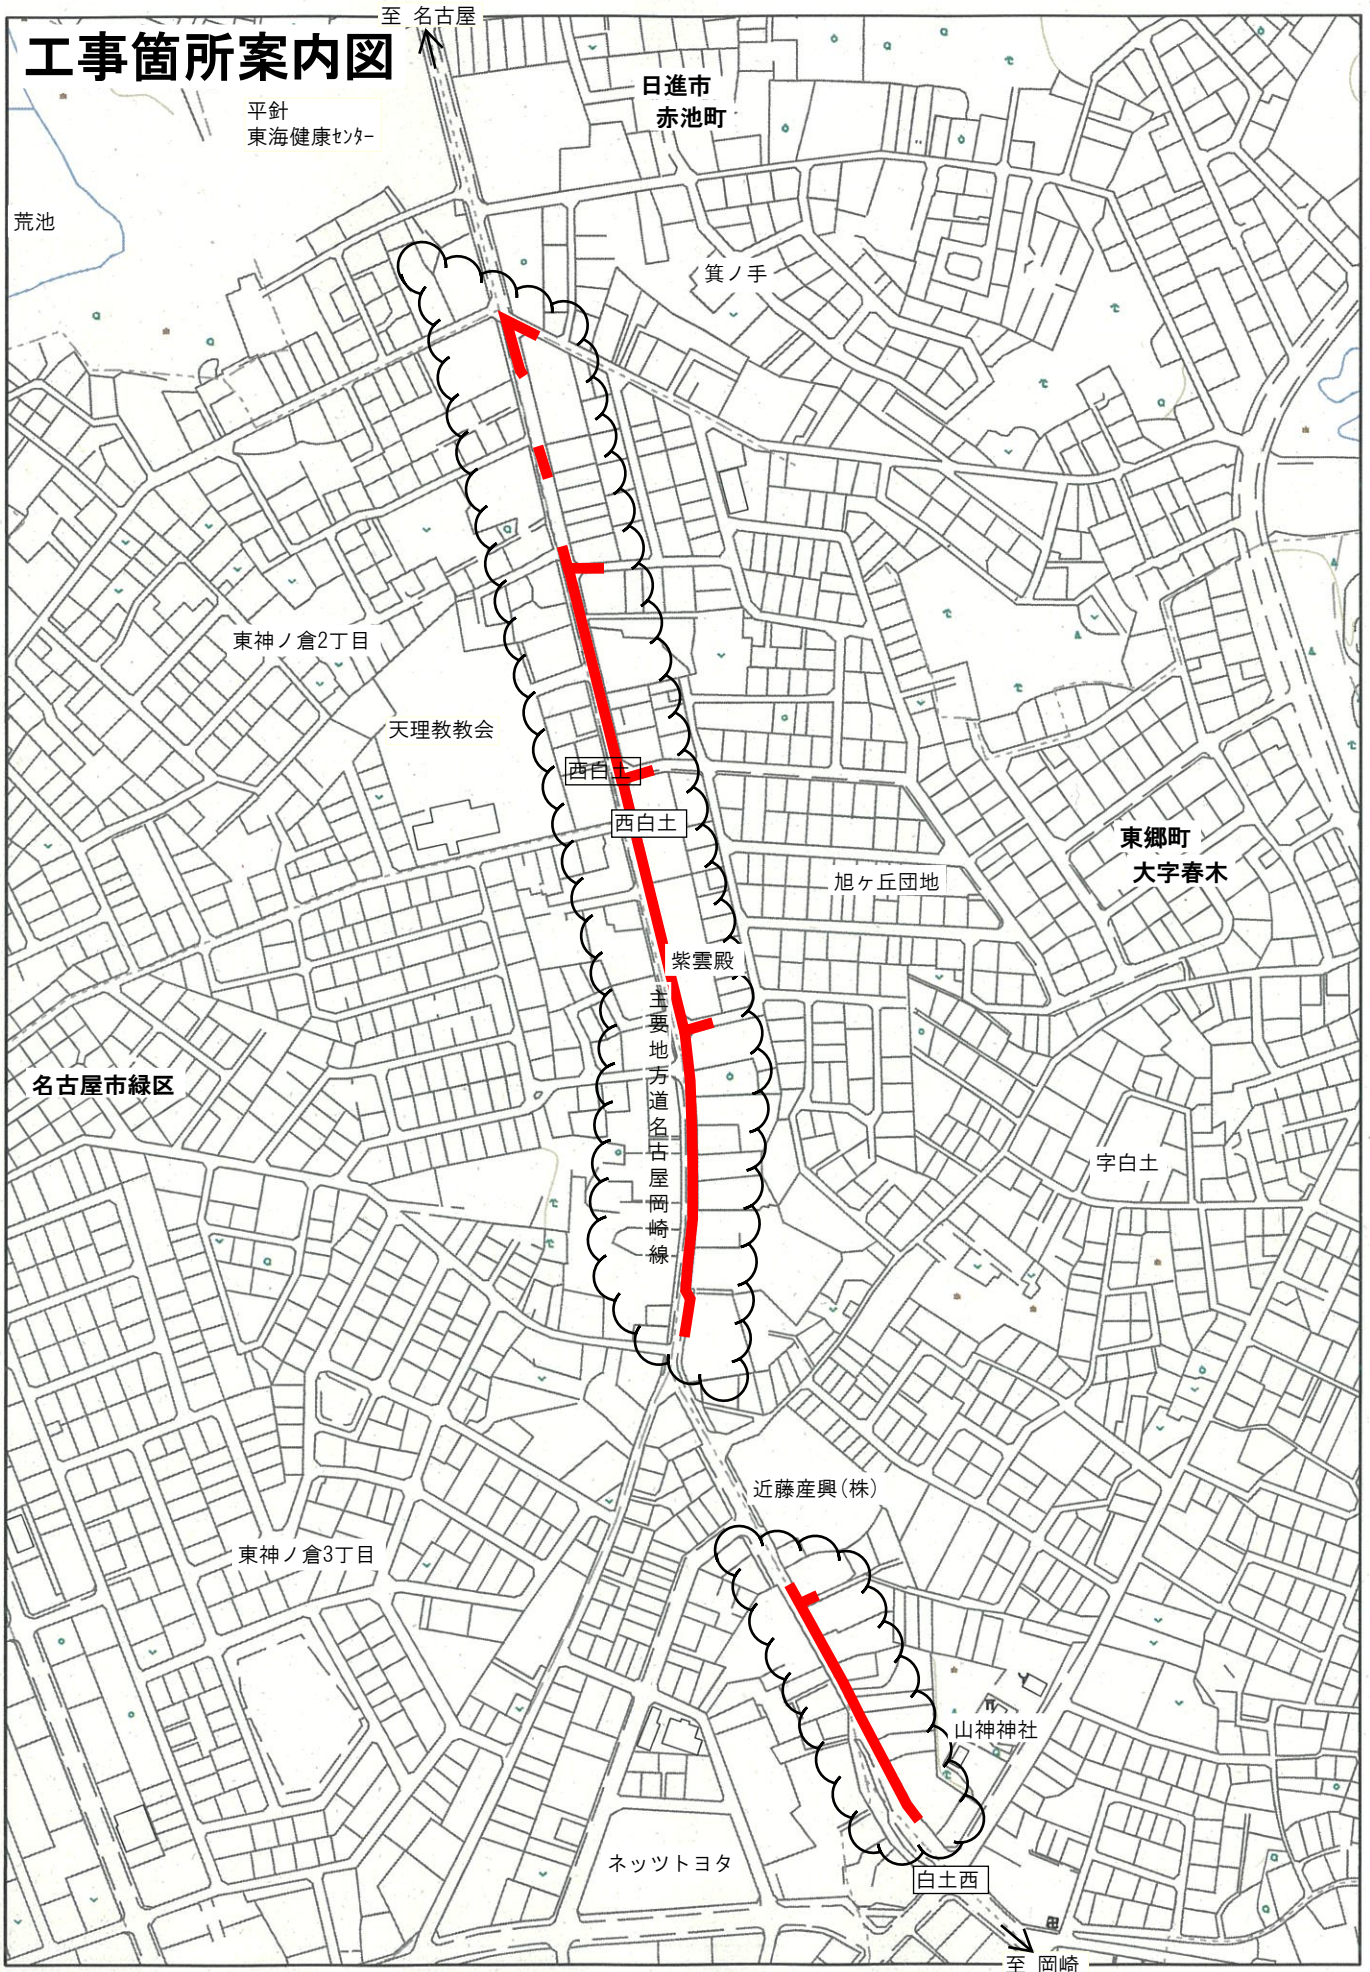 至 名古屋
工事箇所案内図
日進市
赤池町
平針
東海健康ｾﾝﾀｰ
荒池
箕ノ手
東神ノ倉2丁目
天理教教会
西白土
西白土
東郷町
大字春木
旭ヶ丘団地
紫雲殿
主要地方道名古屋岡崎線
名古屋市緑区
字白土
近藤産興(株)
東神ノ倉3丁目
山神神社
ネッツトヨタ
白土西
至 岡崎